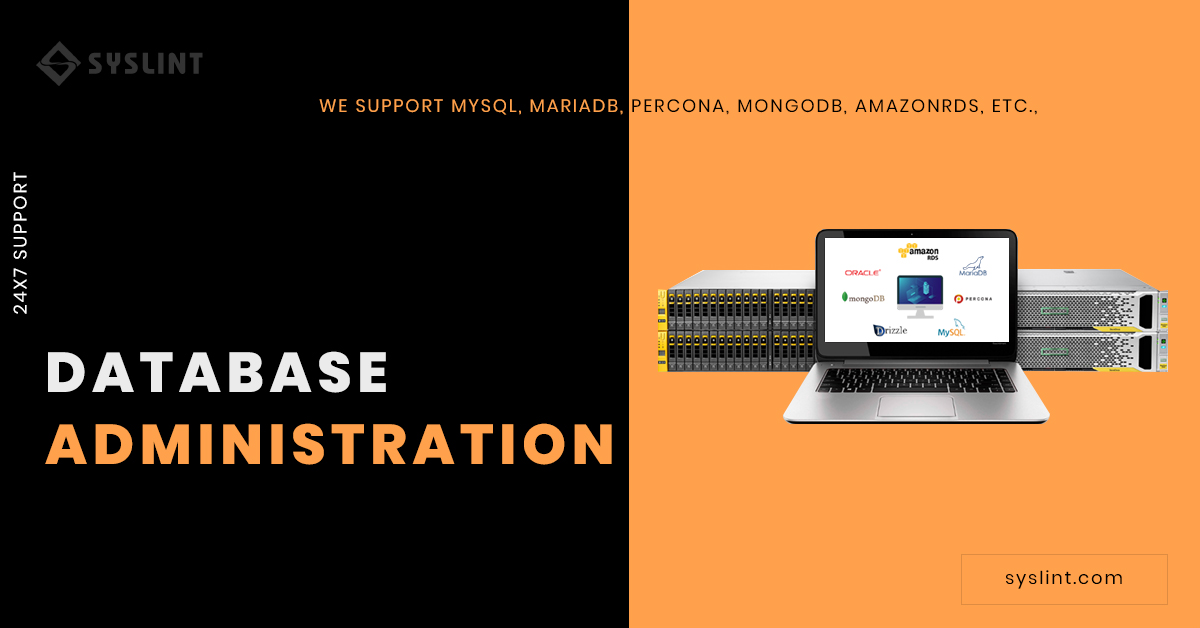 SYSLINT
WE SUPPORT MYSQL, MARIADB, PERCONA, MONGODB, AMAZONRDS, ETC.,
24X7 SUPPORT
DATABASE
ADMINISTRATION
amazon
RDS
ORACLE
MariaDB
mongoDB
PERCONA
Drizzle
MySQL
syslint.com